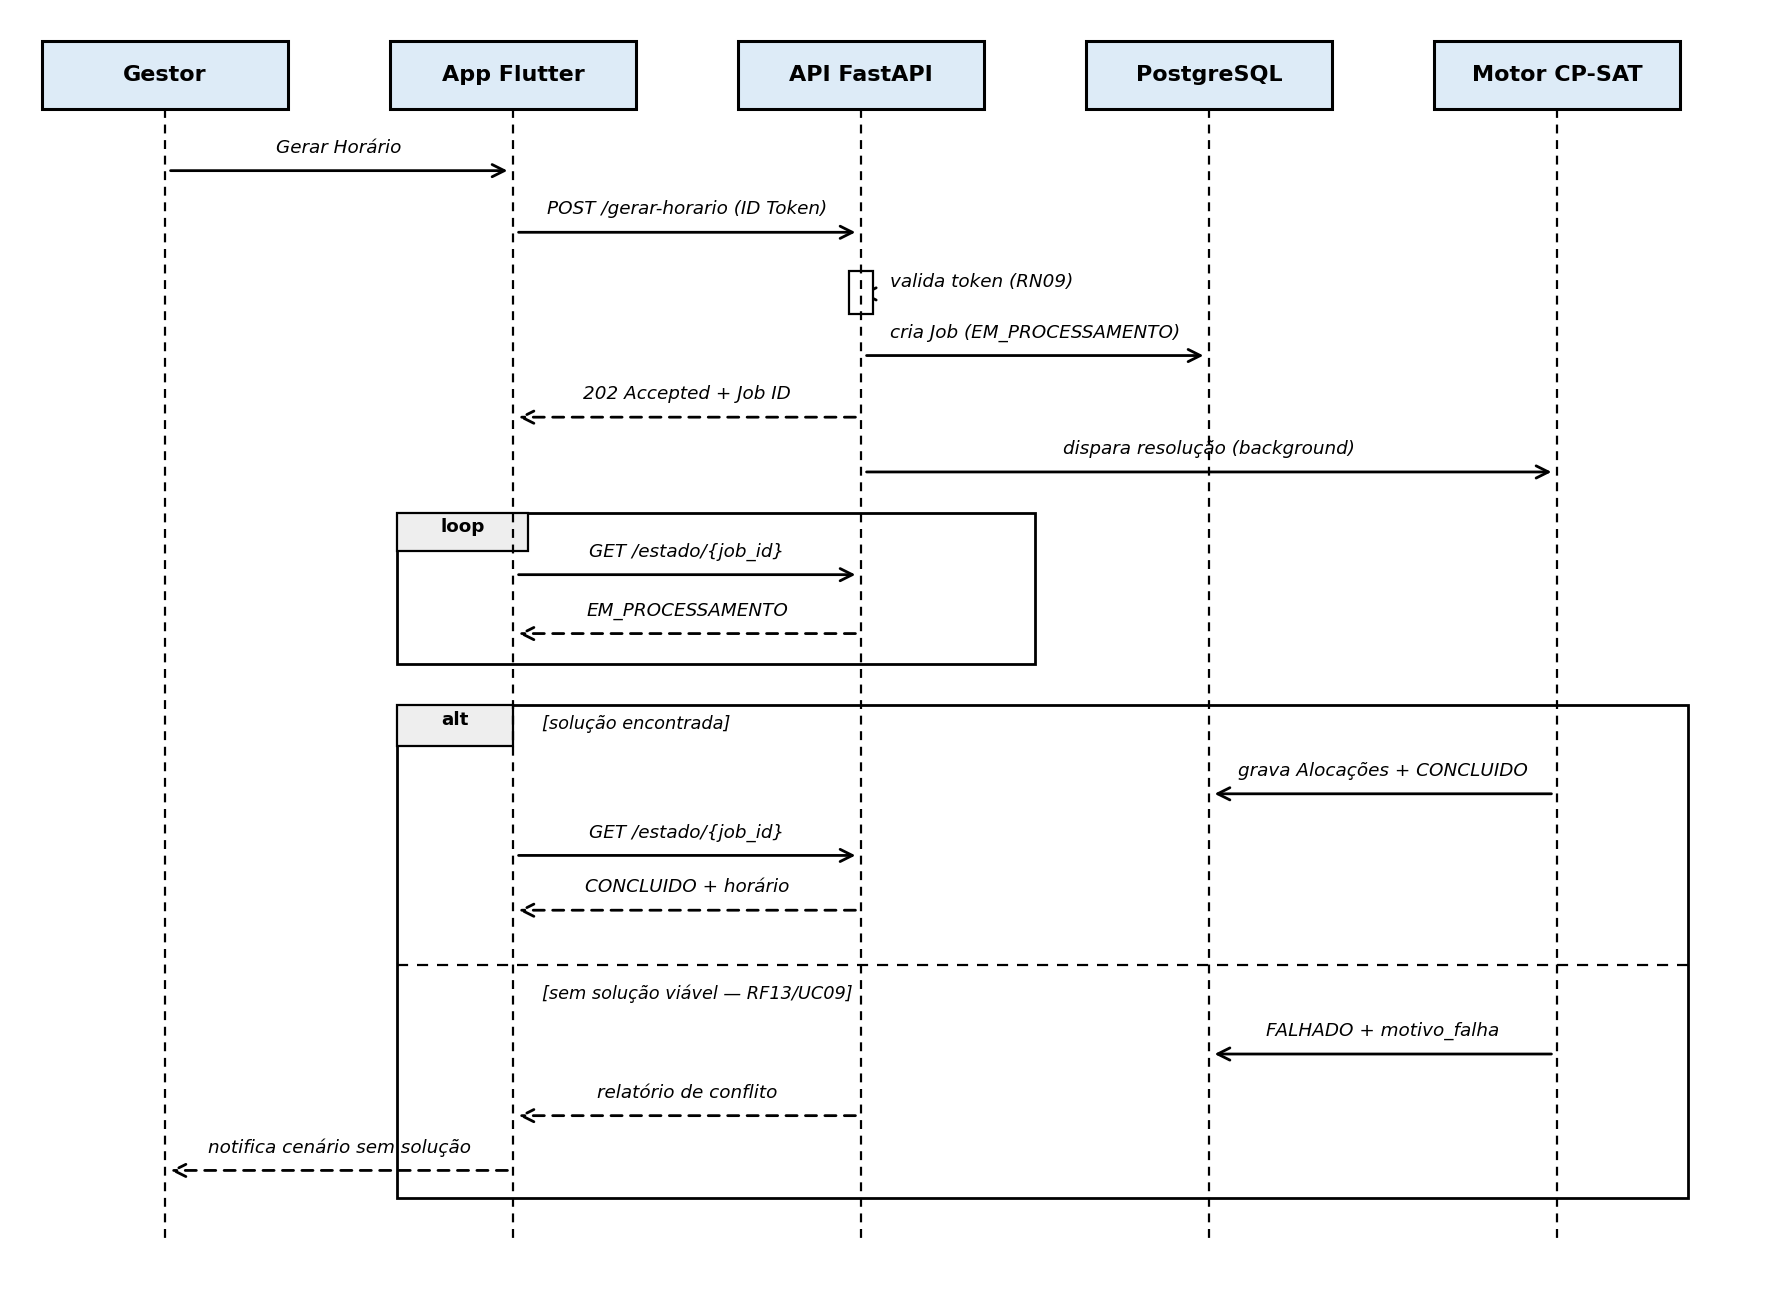 Gestor
App Flutter
API FastAPI
PostgreSQL
Motor CP-SAT
Gerar Horário
POST /gerar-horario (ID Token)
valida token (RN09)
cria Job (EM_PROCESSAMENTO)
202 Accepted + Job ID
dispara resolução (background)
loop
GET /estado/{job_id}
EM_PROCESSAMENTO
alt
[solução encontrada]
grava Alocações + CONCLUIDO
GET /estado/{job_id}
CONCLUIDO + horário
[sem solução viável — RF13/UC09]
FALHADO + motivo_falha
relatório de conflito
notifica cenário sem solução